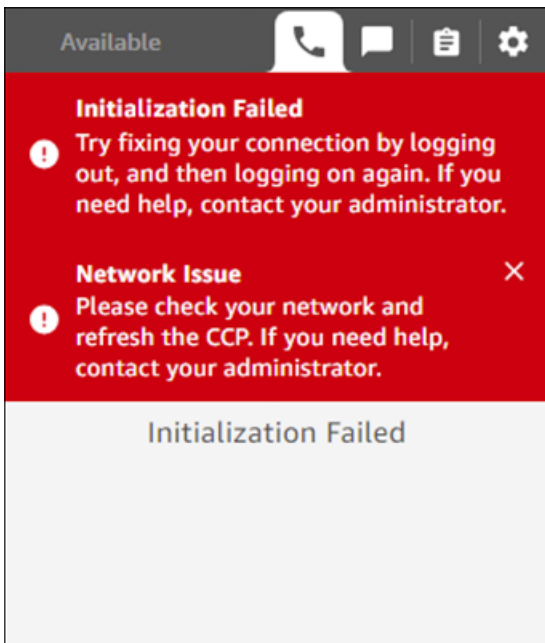 Available
Initialization Failed
Try fixing your connection by logging
out, and then logging on again. If you
need help, contact your administrator.
Network Issue
Please check your network and
refresh the CCP. If you need help,
contact your administrator.
Initialization Failed